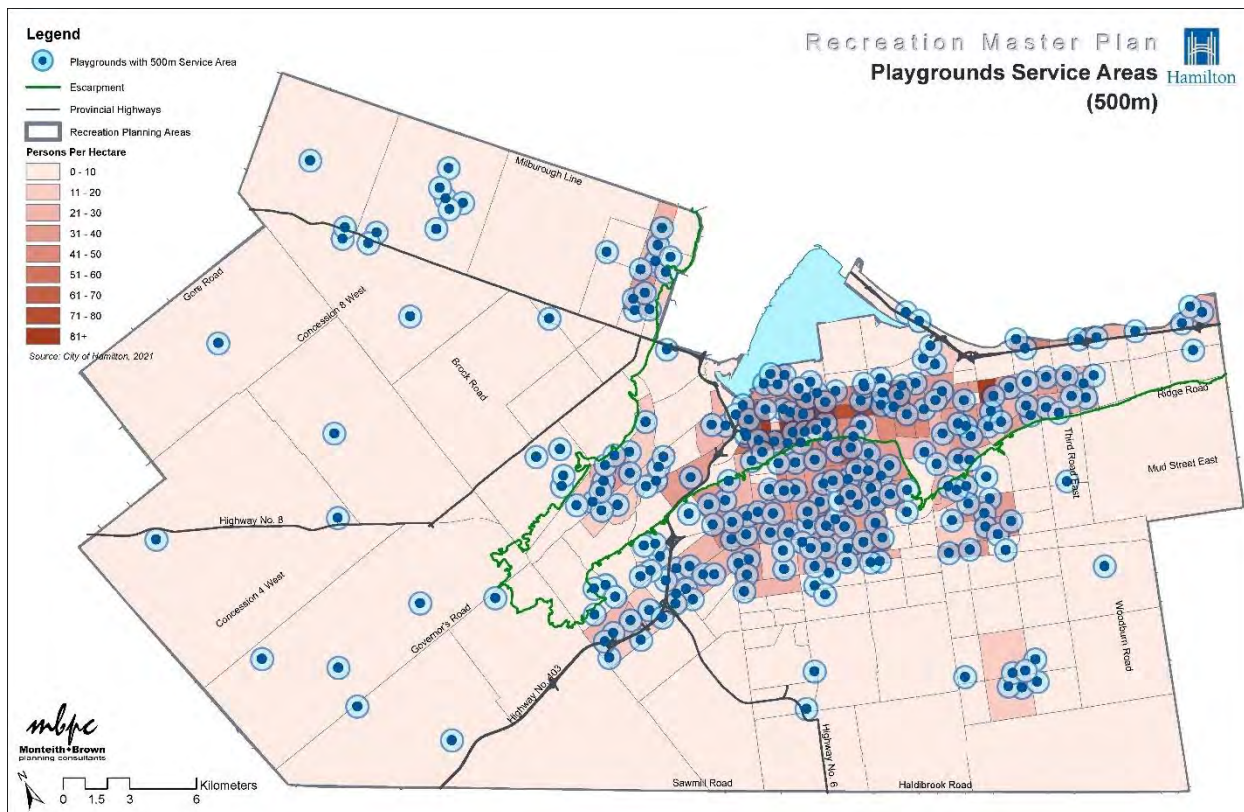 Legend
Playgrounds with 500m Service Area
Escarpment
Provincial Highways
Recreation Planning Areas
Persons Per Hectare
0 - 10
11 - 20
21 - 30
31 - 40
41 - 50
51 - 60
61 - 70
71 - 80
81+
Source: City of Hamilton, 2021
Recreation Master Plan
Playgrounds Service Areas
(500m)
Hamilton
Milburough Line
Gore Road
Concession 8 West
Brock Road
Ridge Road
Third Road East
Mud Street East
Highway No. 8
Concession 4 West
Governor's Road
Woodburn Road
Highway No. 403
Highway No. 6
Sawmill Road
Haldibrook Road
mbpc
Monteith+Brown
planning consultants
N
Kilometers
0 1.5 3 6